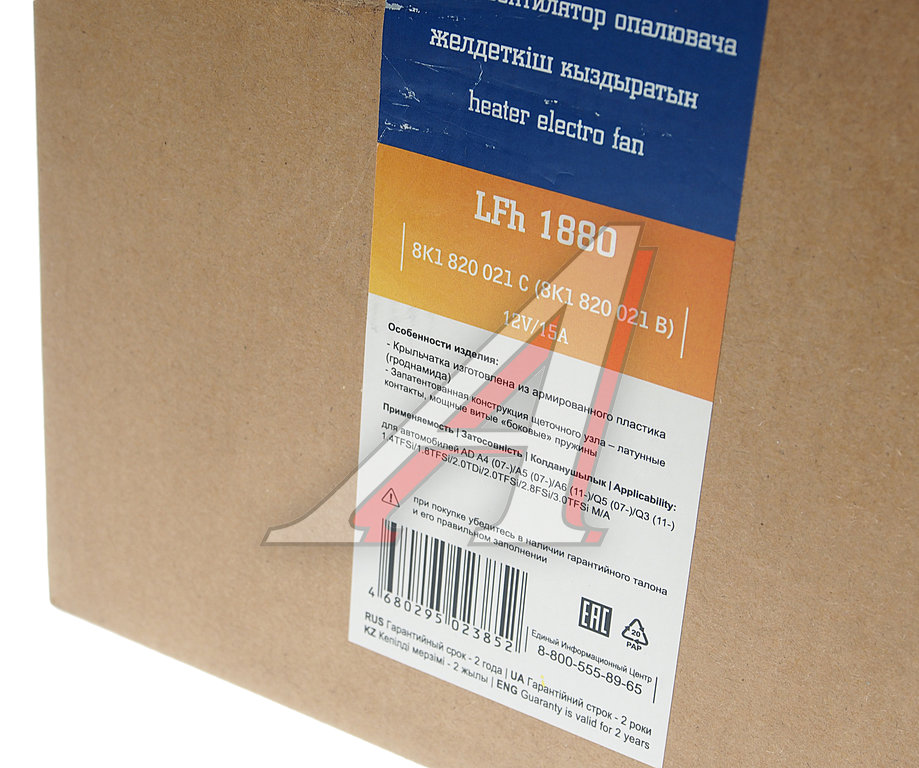 вентилятор опалювача
желдеткіш кыздыратын
heater electro fan
LFh 1880
8K1 820 021 C (8K1 820 021 B)
12V/15A
Особенности изделия:
- Крыльчатка изготовлена из армированного пластика
(гроднамида)
- Запатентованная конструкция щеточного узла – латунные
контакты, мощные витые «боковые» пружины
Применяемость | Затосовність | Колданушылык | Applicability:
для автомобилей AD A4 (07-)/A5 (07-)/A6 (11-)/Q5 (07-)/Q3 (11-)
1.4TFSi/1.8TFSi/2.0TDi/2.0TFSi/2.8FSi/3.0TFSi M/A
при покупке убедитесь в наличии гарантийного талона
и его правильном заполнении
4 680295 023852
EAC
20
PAP
Единый Информационный Центр
8-800-555-89-65
RUS Гарантийный срок - 2 года | UA Гарантійний строк - 2 роки
KZ Кепілді мерзімі - 2 жылы | ENG Guaranty is valid for 2 years